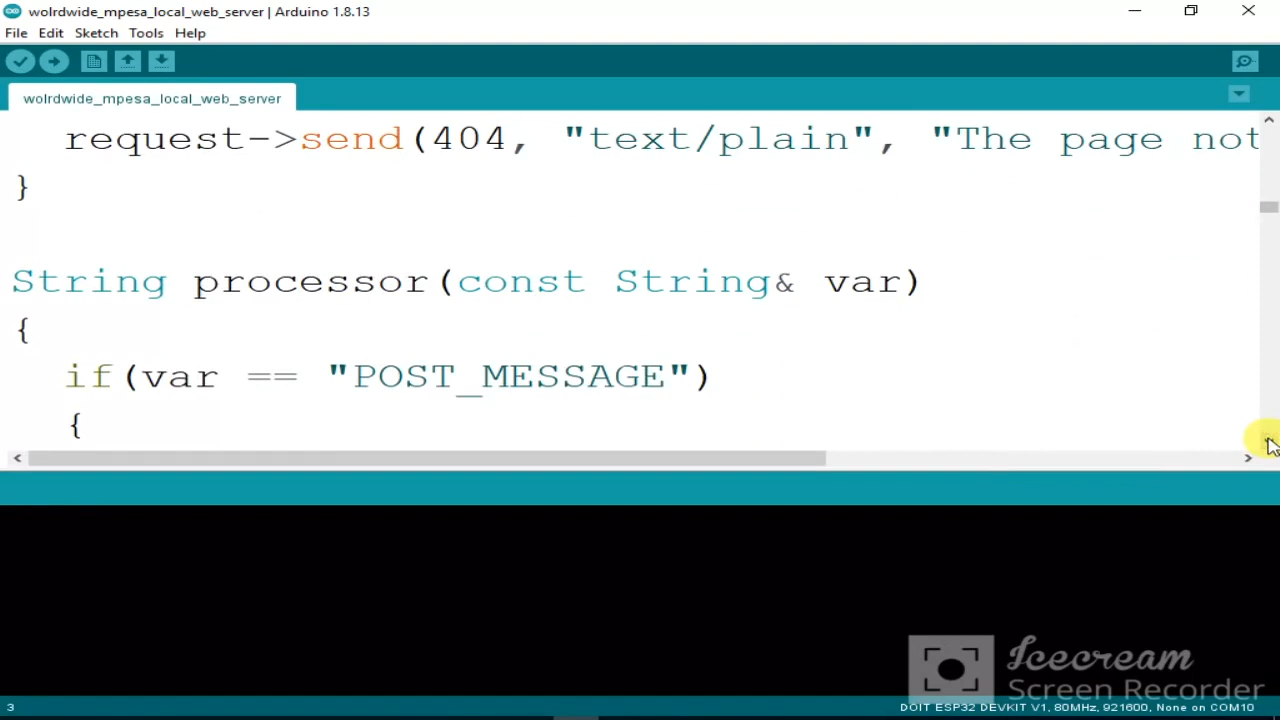 wolrdwide_mpesa_local_web_server | Arduino 1.8.13
File Edit Sketch Tools Help
wolrdwide_mpesa_local_web_server
request->send(404, "text/plain", "The page not
}
String processor(const String& var)
{
if(var == "POST_MESSAGE")
{
Icecream
Screen Recorder
3
DOIT ESP32 DEVKIT V1, 80MHz, 921600, None on COM10